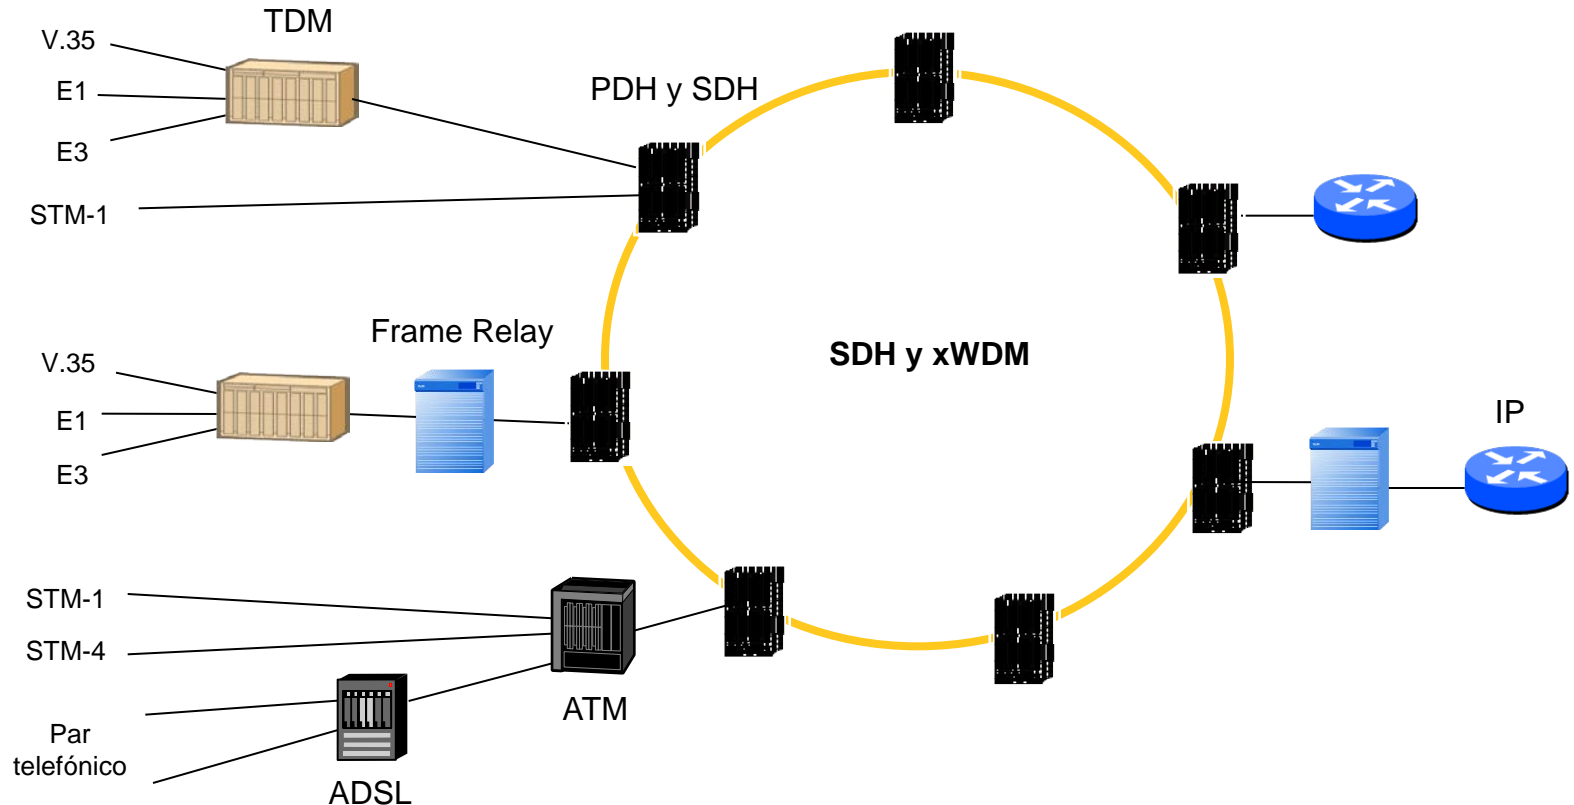 TDM
V.35
E1
E3
STM-1
PDH y SDH
Frame Relay
V.35
E1
E3
SDH y xWDM
IP
STM-1
STM-4
Par
telefónico
ATM
ADSL